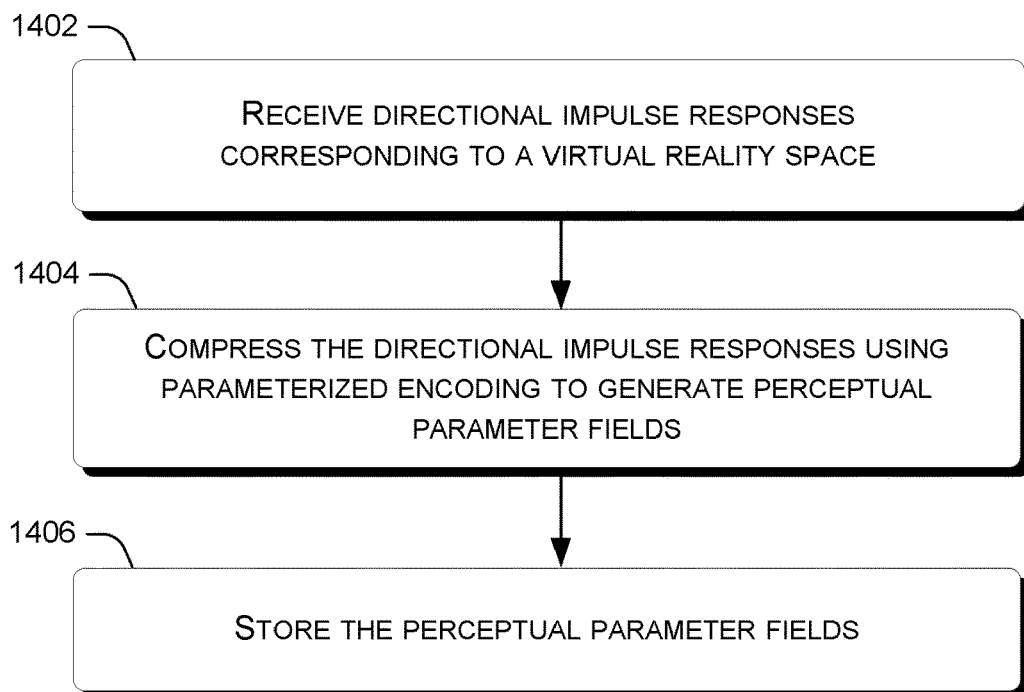 1402
RECEIVE DIRECTIONAL IMPULSE RESPONSES
CORRESPONDING TO A VIRTUAL REALITY SPACE
1404
COMPRESS THE DIRECTIONAL IMPULSE RESPONSES USING
PARAMETERIZED ENCODING TO GENERATE PERCEPTUAL
PARAMETER FIELDS
1406
STORE THE PERCEPTUAL PARAMETER FIELDS